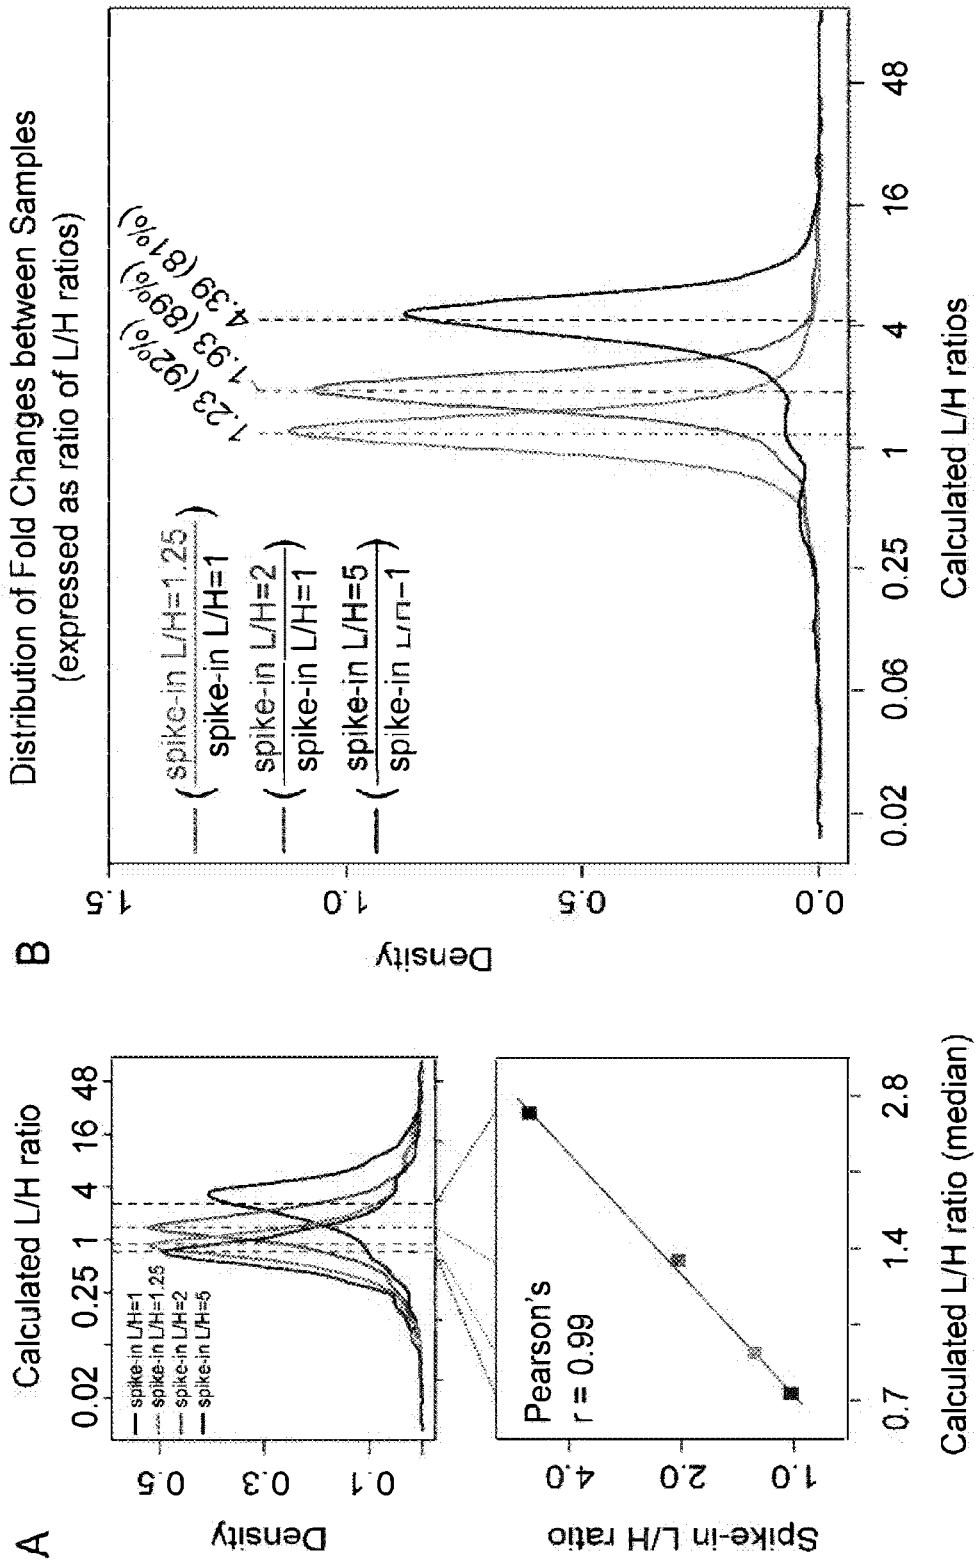 A
Calculated L/H ratio
0.02
0.25
1
4
16
48
spike-in L/H=1
spike-in L/H=1.25
spike-in L/H=2
spike-in L/H=5
0.5
0.3
0.1
Density
Pearson's
r = 0.99
4.0
2.0
1.0
Spike-in L/H ratio
0.7
1.4
2.8
Calculated L/H ratio (median)
B
Distribution of Fold Changes between Samples
(expressed as ratio of L/H ratios)
1.23 (92%)
1.93 (89%)
4.39 (81%)
(spike-in L/H=1.25)
spike-in L/H=1
(spike-in L/H=2)
spike-in L/H=1
(spike-in L/H=5)
spike-in L/H=1
1.5
1.0
0.5
0.0
Density
0.02
0.06
0.25
1
4
16
48
Calculated L/H ratios